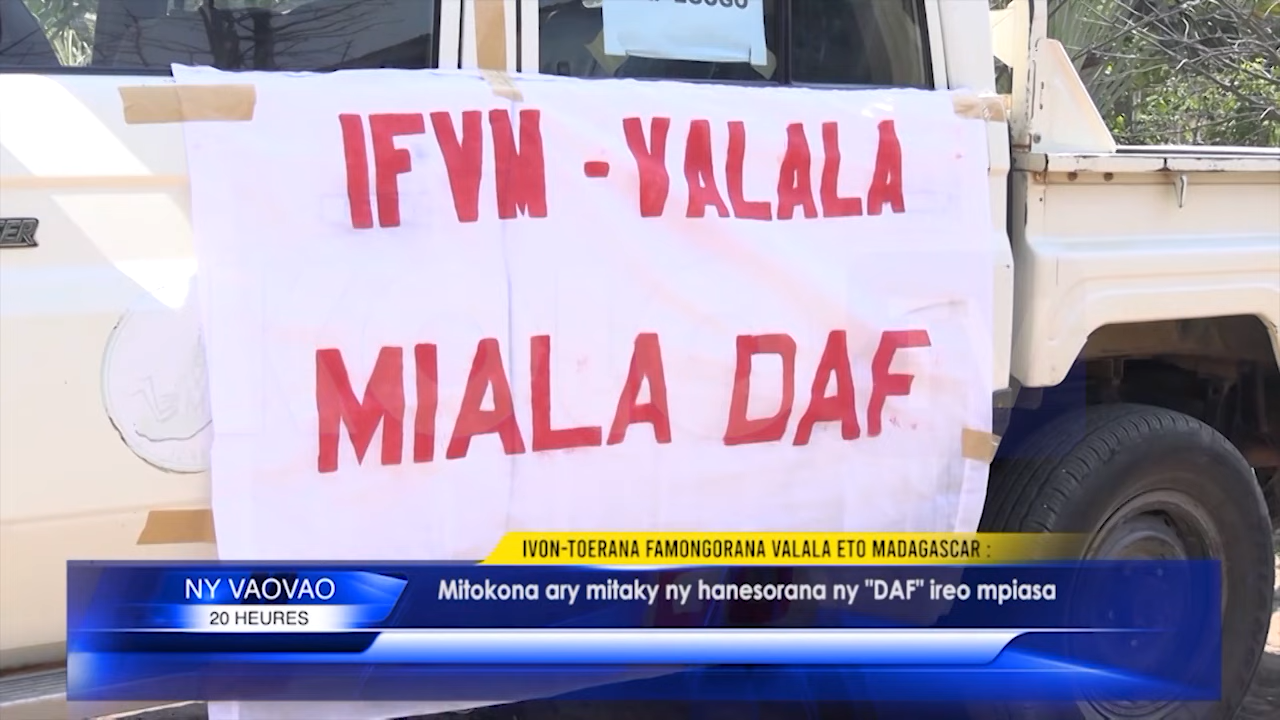 IFVM - VALALA
MIALA DAF
IVON-TOERANA FAMONGORANA VALALA ETO MADAGASCAR :
NY VAOVAO
Mitokona ary mitaky ny hanesorana ny "DAF" ireo mpiasa
20 HEURES